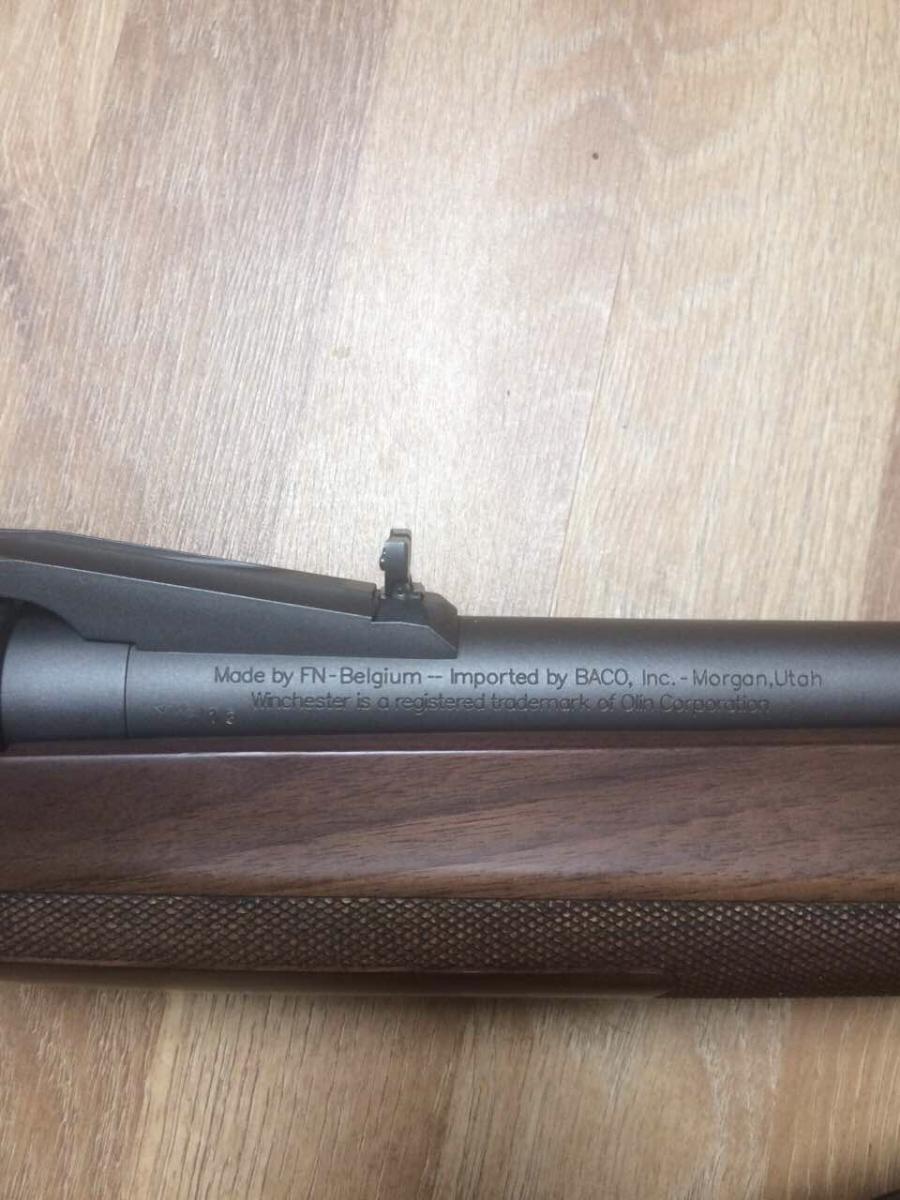 Made by FN-Belgium -- Imported by BACO, Inc. - Morgan,Utah
Winchester is a registered trademark of Olin Corporation